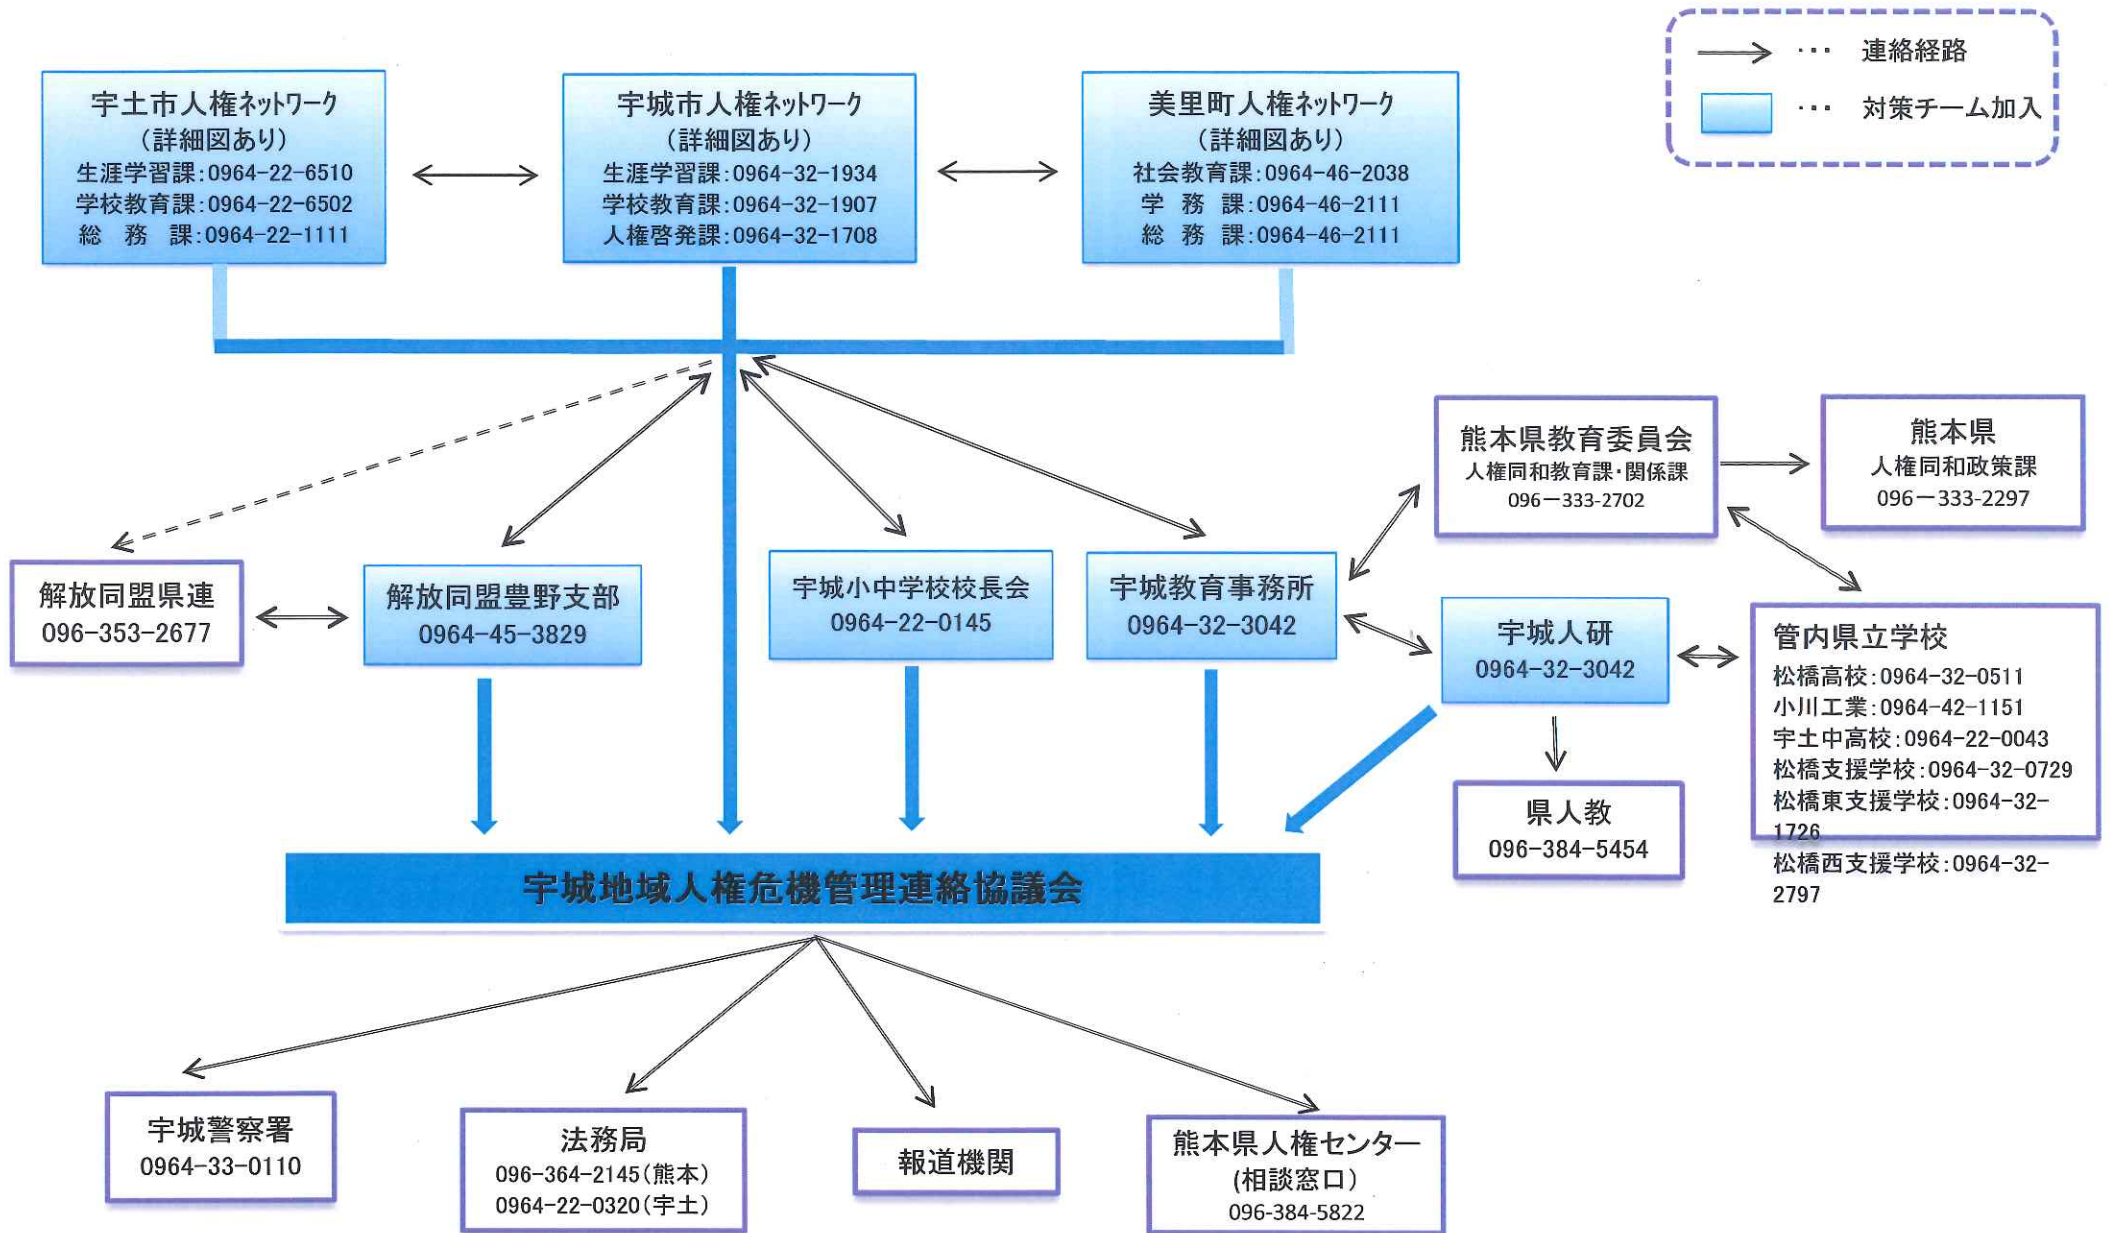 → ・・・ 連絡経路
・・・ 対策チーム加入
宇土市人権ネットワーク
(詳細図あり)
生涯学習課:0964-22-6510
学校教育課:0964-22-6502
総 務 課:0964-22-1111
宇城市人権ネットワーク
(詳細図あり)
生涯学習課:0964-32-1934
学校教育課:0964-32-1907
人権啓発課:0964-32-1708
美里町人権ネットワーク
(詳細図あり)
社会教育課:0964-46-2038
学 務 課:0964-46-2111
総 務 課:0964-46-2111
熊本県教育委員会
人権同和教育課・関係課
096－333-2702
熊本県
人権同和政策課
096－333-2297
解放同盟県連
096-353-2677
解放同盟豊野支部
0964-45-3829
宇城小中学校校長会
0964-22-0145
宇城教育事務所
0964-32-3042
宇城人研
0964-32-3042
管内県立学校
松橋高校:0964-32-0511
小川工業:0964-42-1151
宇土中高校:0964-22-0043
松橋支援学校:0964-32-0729
松橋東支援学校:0964-32-
1726
松橋西支援学校:0964-32-
2797
県人教
096-384-5454
宇城地域人権危機管理連絡協議会
宇城警察署
0964-33-0110
法務局
096-364-2145(熊本)
0964-22-0320(宇土)
報道機関
熊本県人権センター
(相談窓口)
096-384-5822